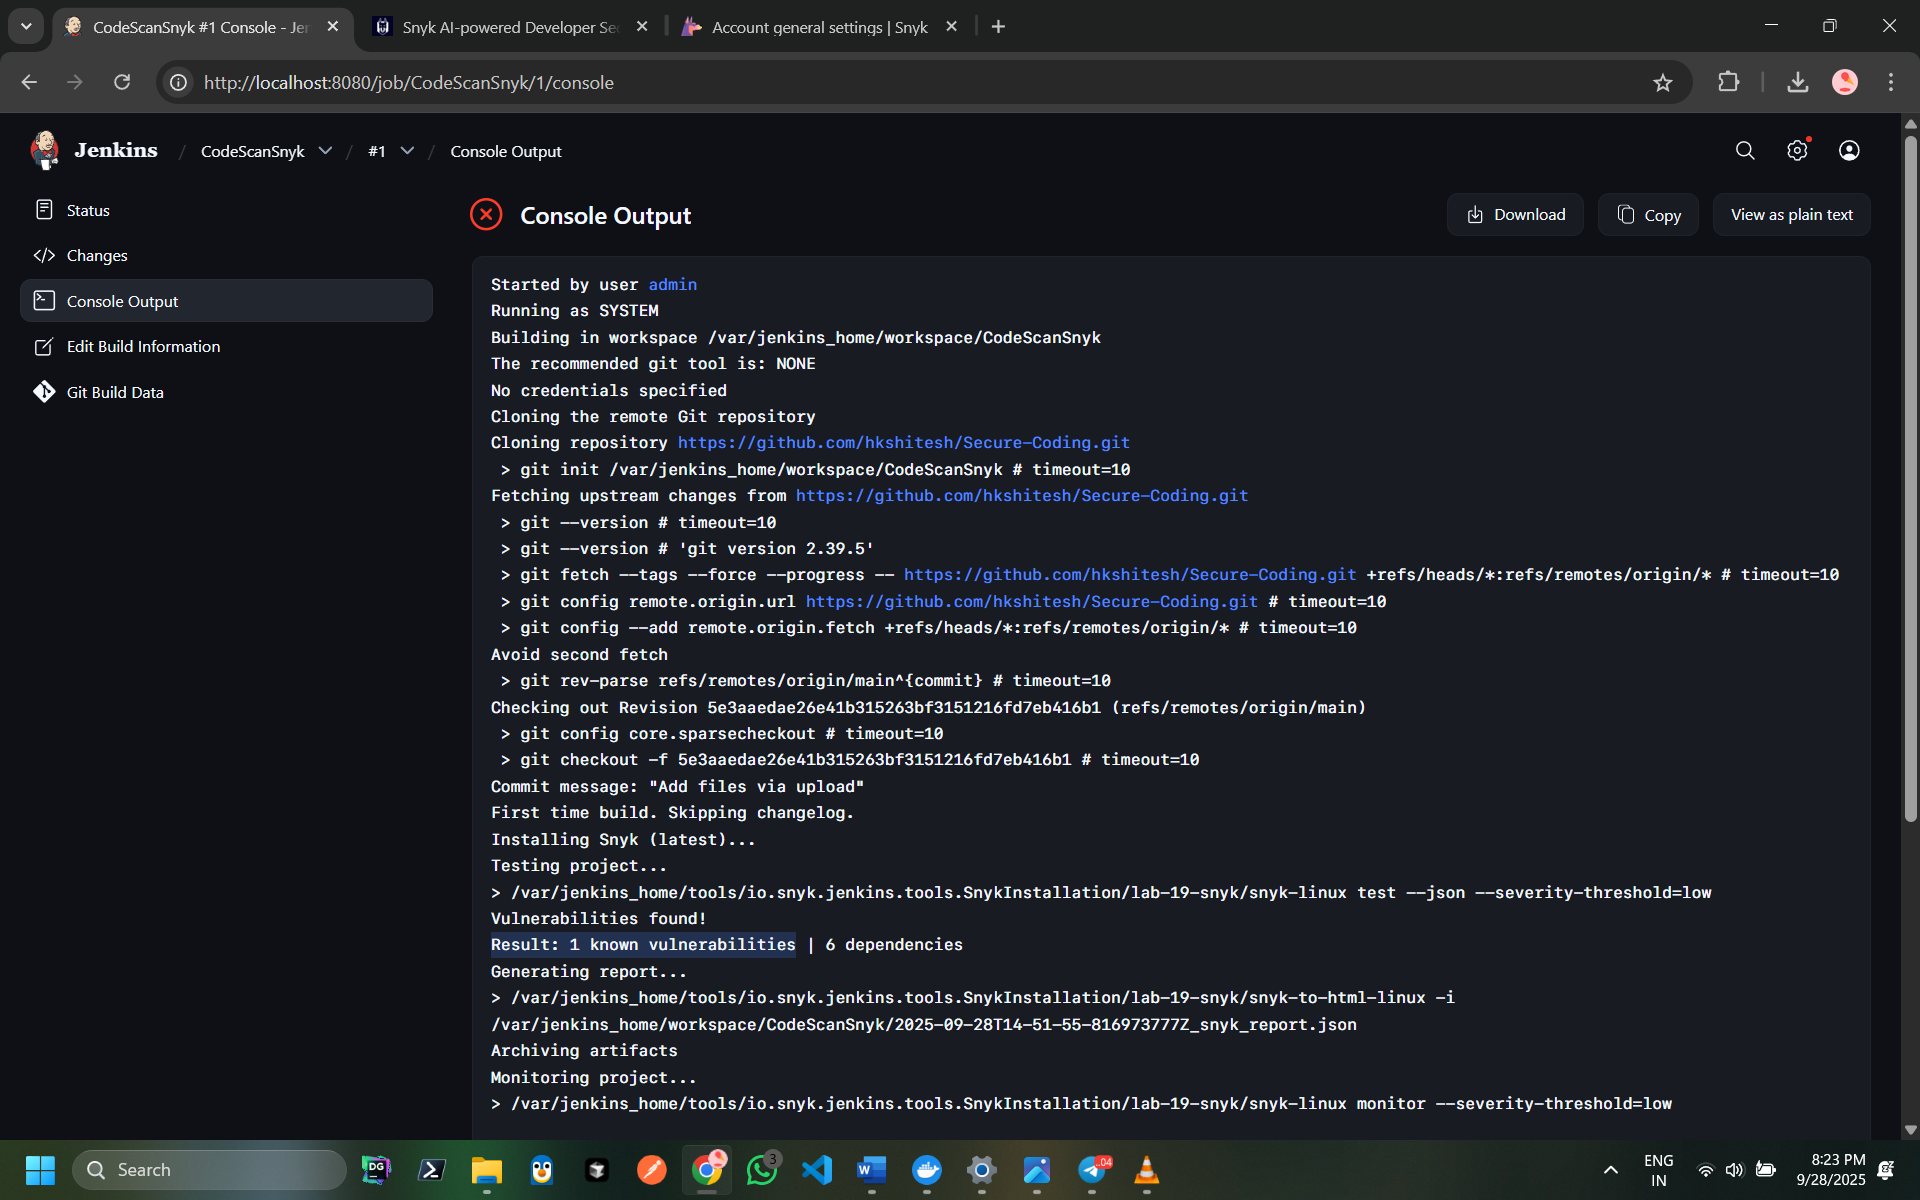 CodeScanSnyk #1 Console - Jen
Snyk AI-powered Developer Sec
Account general settings | Snyk
http://localhost:8080/job/CodeScanSnyk/1/console
Jenkins / CodeScanSnyk / #1 / Console Output
Status
Changes
Console Output
Edit Build Information
Git Build Data
Console Output
Download
Copy
View as plain text
Started by user admin
Running as SYSTEM
Building in workspace /var/jenkins_home/workspace/CodeScanSnyk
The recommended git tool is: NONE
No credentials specified
Cloning the remote Git repository
Cloning repository https://github.com/hkshitesh/Secure-Coding.git
> git init /var/jenkins_home/workspace/CodeScanSnyk # timeout=10
Fetching upstream changes from https://github.com/hkshitesh/Secure-Coding.git
> git --version # timeout=10
> git --version # 'git version 2.39.5'
> git fetch --tags --force --progress -- https://github.com/hkshitesh/Secure-Coding.git +refs/heads/*:refs/remotes/origin/* # timeout=10
> git config remote.origin.url https://github.com/hkshitesh/Secure-Coding.git # timeout=10
> git config --add remote.origin.fetch +refs/heads/*:refs/remotes/origin/* # timeout=10
Avoid second fetch
> git rev-parse refs/remotes/origin/main^{commit} # timeout=10
Checking out Revision 5e3aaedae26e41b315263bf3151216fd7eb416b1 (refs/remotes/origin/main)
> git config core.sparsecheckout # timeout=10
> git checkout -f 5e3aaedae26e41b315263bf3151216fd7eb416b1 # timeout=10
Commit message: "Add files via upload"
First time build. Skipping changelog.
Installing Snyk (latest)...
Testing project...
> /var/jenkins_home/tools/io.snyk.jenkins.tools.SnykInstallation/lab-19-snyk/snyk-linux test --json --severity-threshold=low
Vulnerabilities found!
Result: 1 known vulnerabilities | 6 dependencies
Generating report...
> /var/jenkins_home/tools/io.snyk.jenkins.tools.SnykInstallation/lab-19-snyk/snyk-to-html-linux -i
/var/jenkins_home/workspace/CodeScanSnyk/2025-09-28T14-51-55-816973777Z_snyk_report.json
Archiving artifacts
Monitoring project...
> /var/jenkins_home/tools/io.snyk.jenkins.tools.SnykInstallation/lab-19-snyk/snyk-linux monitor --severity-threshold=low
Search
DG
3
..04
ENG
IN
8:23 PM
9/28/2025